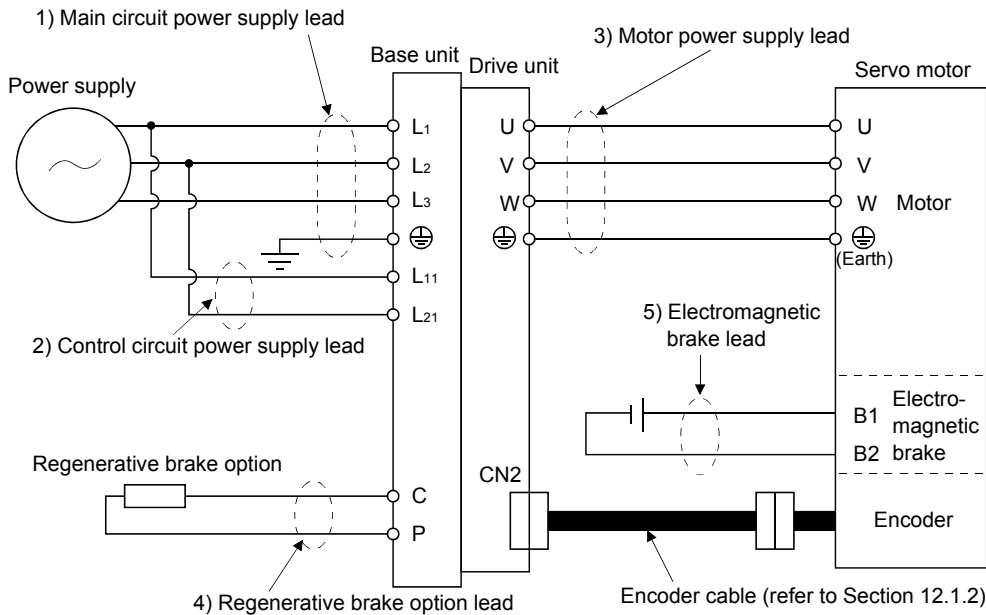 1) Main circuit power supply lead
3) Motor power supply lead
Base unit
Drive unit
Servo motor
Power supply
L1
L2
L3
L11
L21
U
V
W
U
V
W
Motor
(Earth)
2) Control circuit power supply lead
5) Electromagnetic
brake lead
B1
B2
Electro-
magnetic
brake
Regenerative brake option
C
P
CN2
Encoder
4) Regenerative brake option lead
Encoder cable (refer to Section 12.1.2)